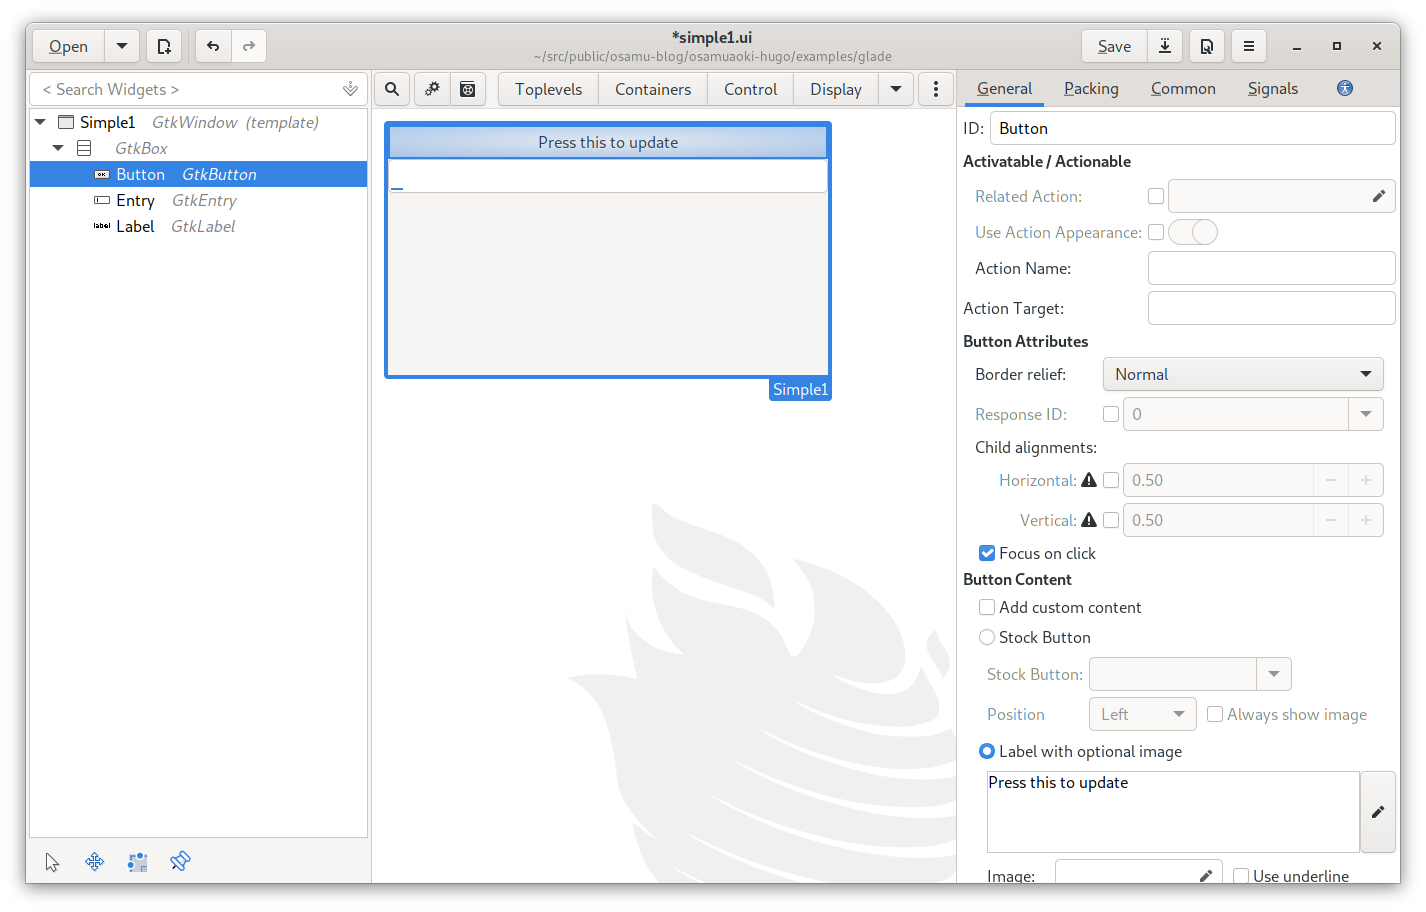 Open
*simple1.ui
~/src/public/osamu-blog/osamuaoki-hugo/examples/glade
Save
< Search Widgets >
Toplevels
Containers
Control
Display
General
Packing
Common
Signals
Simple1 GtkWindow (template)
GtkBox
OK Button GtkButton
Entry GtkEntry
label Label GtkLabel
Press this to update
Simple1
ID: Button
Activatable / Actionable
Related Action:
Use Action Appearance:
Action Name:
Action Target:
Button Attributes
Border relief: Normal
Response ID: 0
Child alignments:
Horizontal: 0.50
Vertical: 0.50
Focus on click
Button Content
Add custom content
Stock Button
Stock Button:
Position Left Always show image
Label with optional image
Press this to update
Image: Use underline